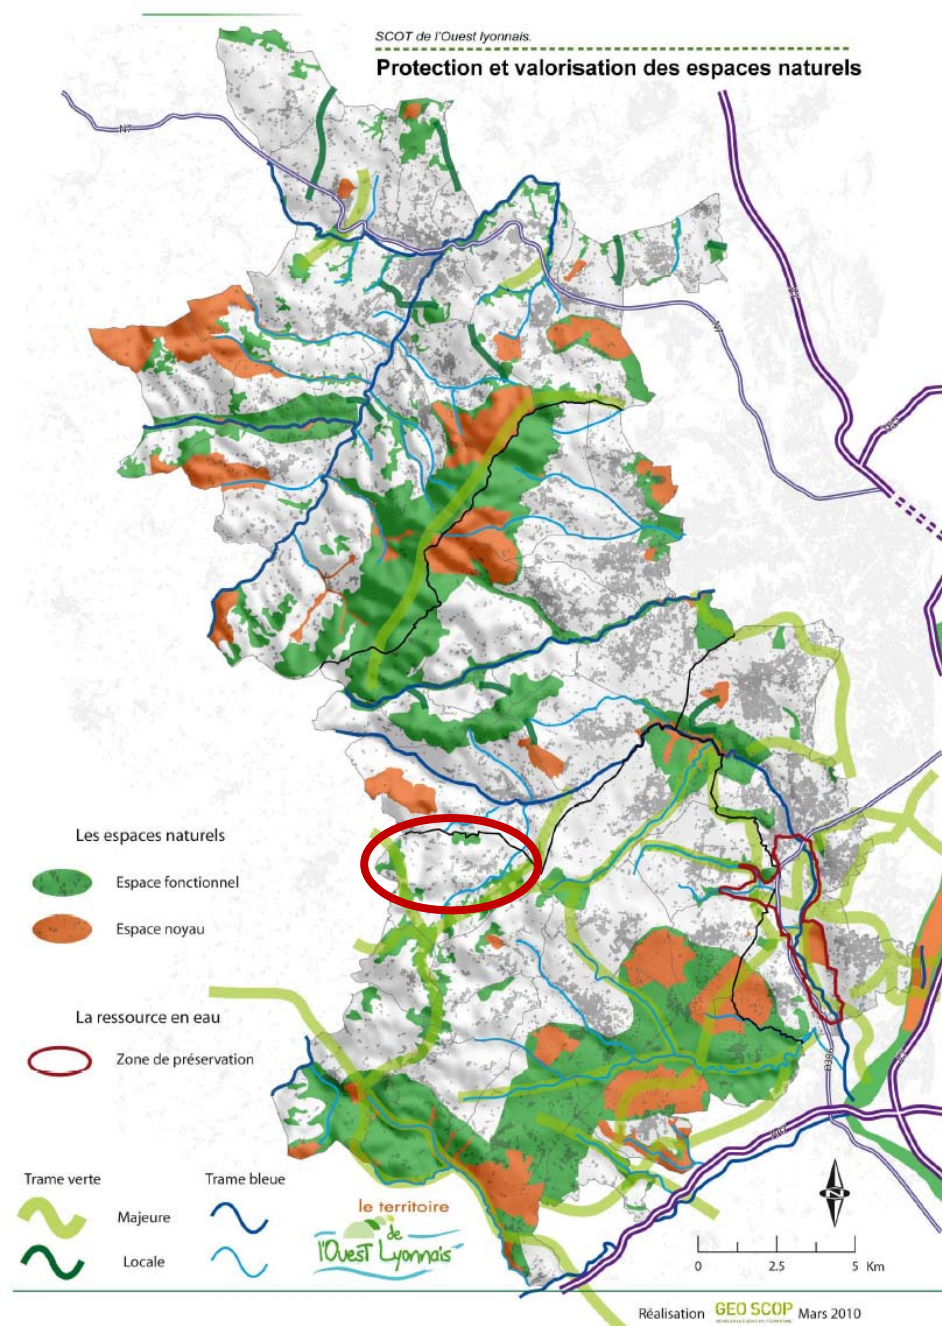 SCOT de l'Ouest lyonnais.
Protection et valorisation des espaces naturels
N7
N7
Les espaces naturels
Espace fonctionnel
Espace noyau
La ressource en eau
Zone de préservation
Trame verte
Trame bleue
Majeure
Locale
le territoire
de
l'Ouest Lyonnais
0 2.5 5 Km
Réalisation GEO SCOP Mars 2010